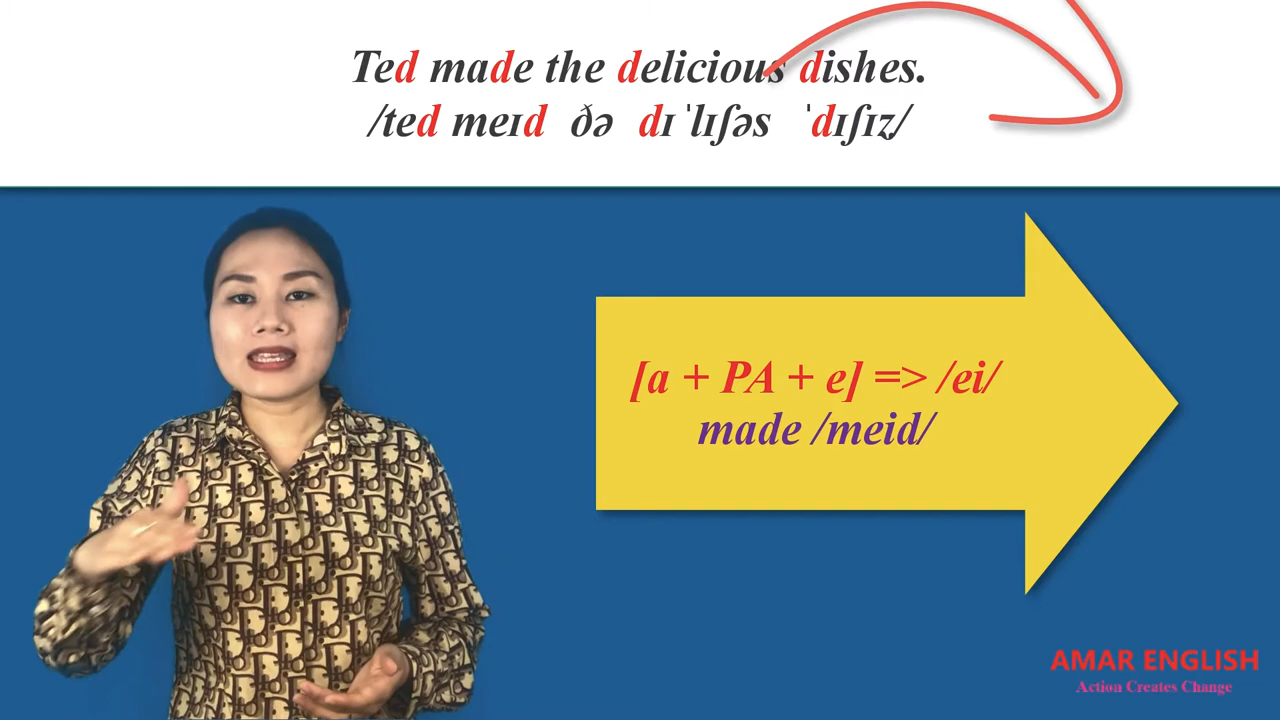 Ted made the delicious dishes.
/ted meɪd ðə dɪˈlɪʃəs ˈdɪʃɪz/
[a + PA + e] => /ei/
made /meid/
AMAR ENGLISH
Action Creates Change